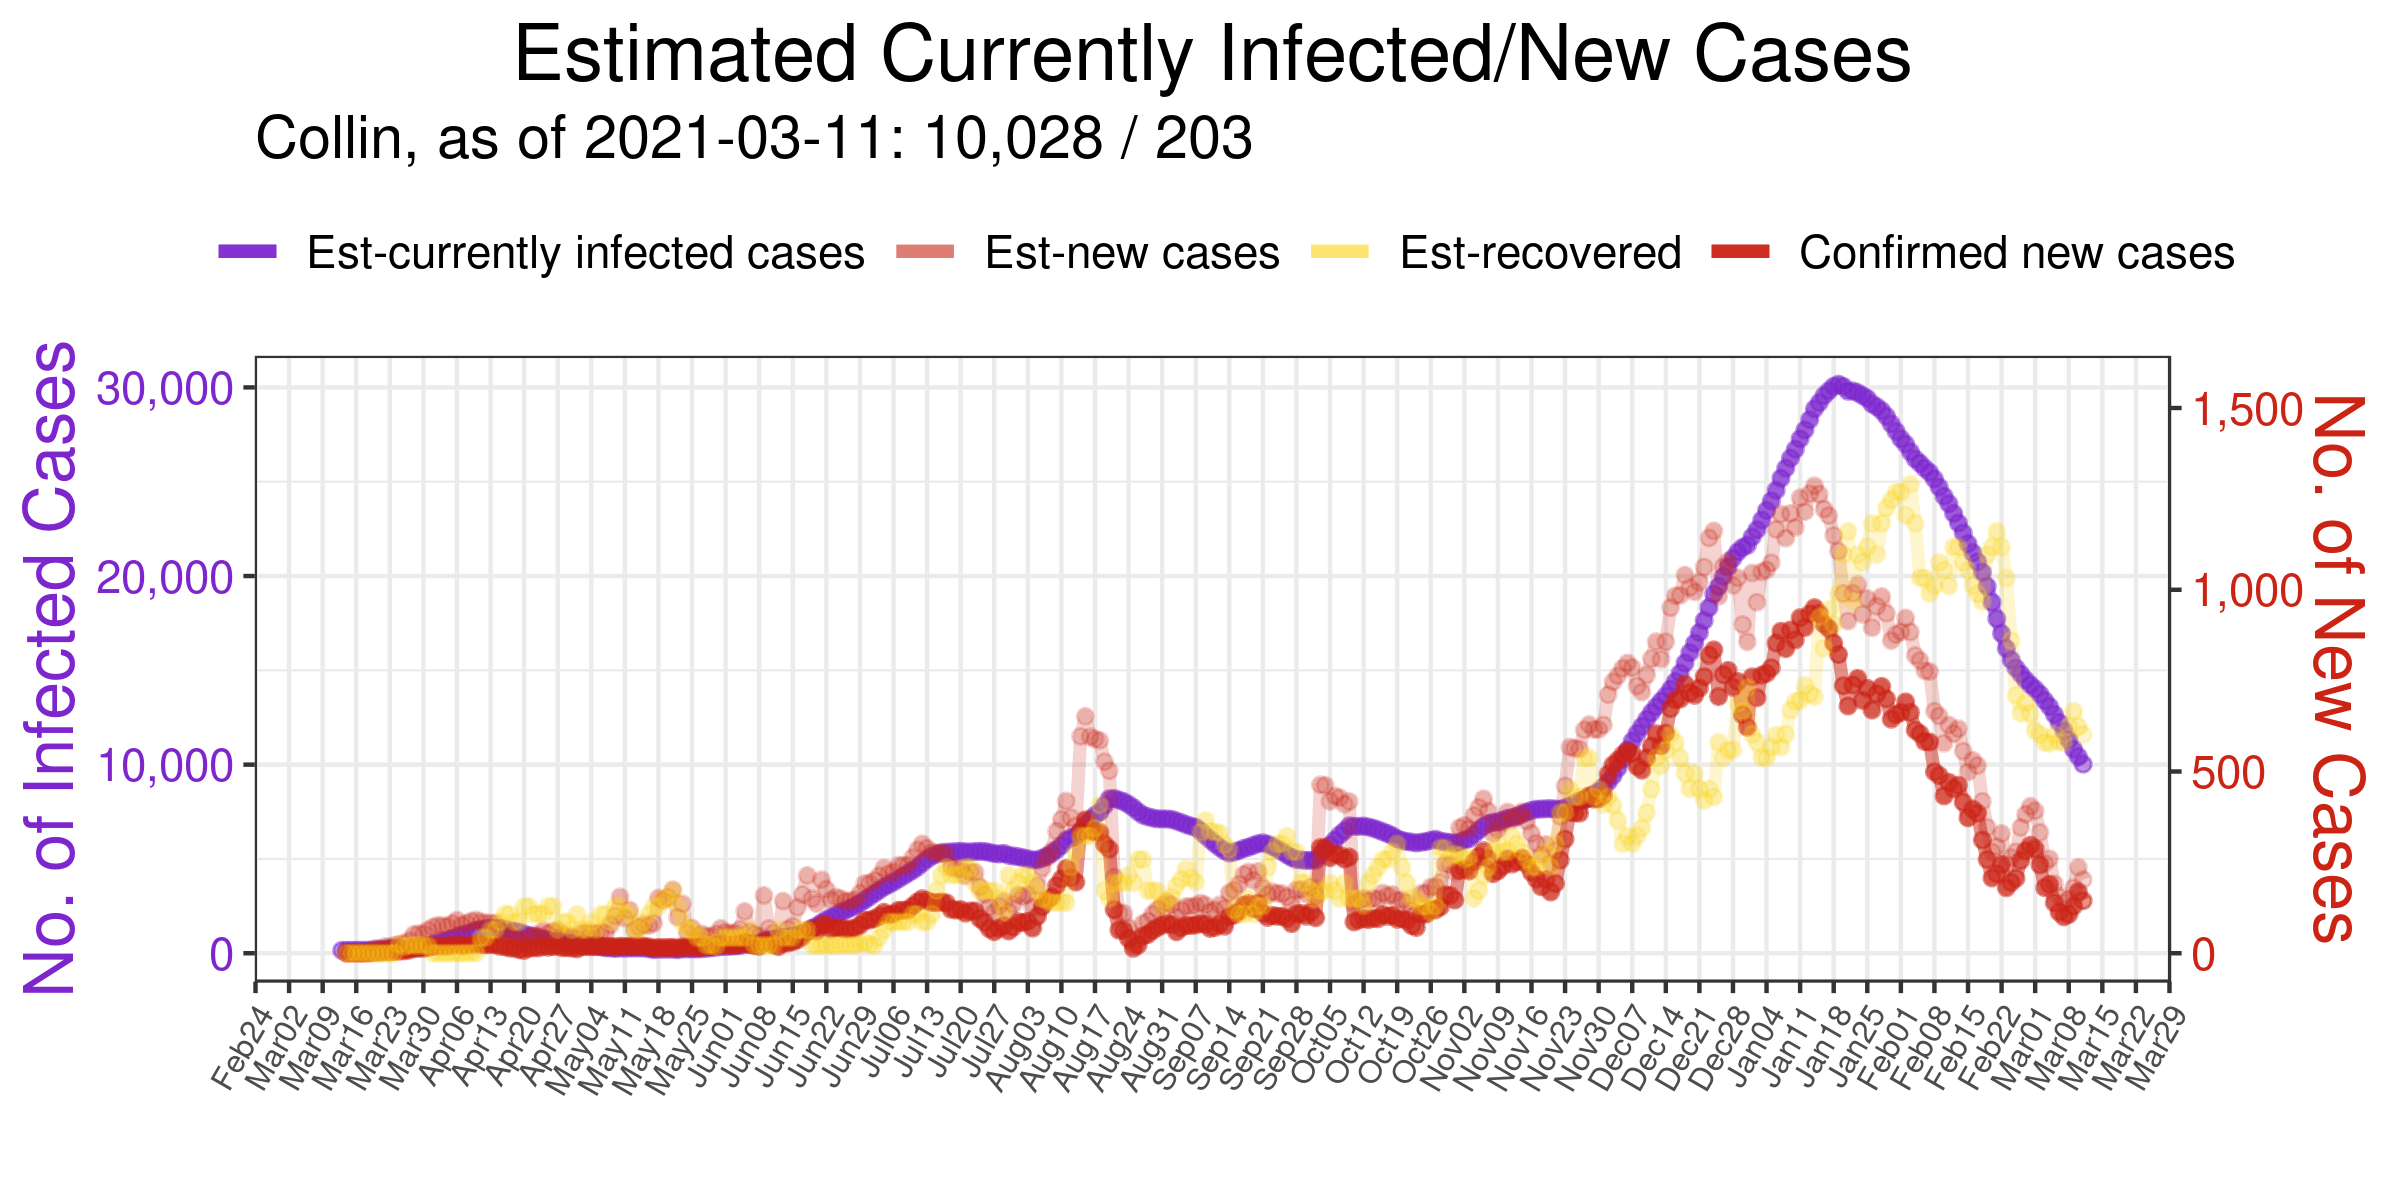 Estimated Currently Infected/New Cases
Collin, as of 2021-03-11: 10,028 / 203
Est-currently infected cases Est-new cases Est-recovered Confirmed new cases
No. of Infected Cases
30,000
20,000
10,000
0
1,500
1,000
500
0
No. of New Cases
Feb24 Mar02 Mar09 Mar16 Mar23 Mar30 Apr06 Apr13 Apr20 Apr27 May04 May11 May18 May25 Jun01 Jun08 Jun15 Jun22 Jun29 Jul06 Jul13 Jul20 Jul27 Aug03 Aug10 Aug17 Aug24 Aug31 Sep07 Sep14 Sep21 Sep28 Oct05 Oct12 Oct19 Oct26 Nov02 Nov09 Nov16 Nov23 Nov30 Dec07 Dec14 Dec21 Dec28 Jan04 Jan11 Jan18 Jan25 Feb01 Feb08 Feb15 Feb22 Mar01 Mar08 Mar15 Mar22 Mar29